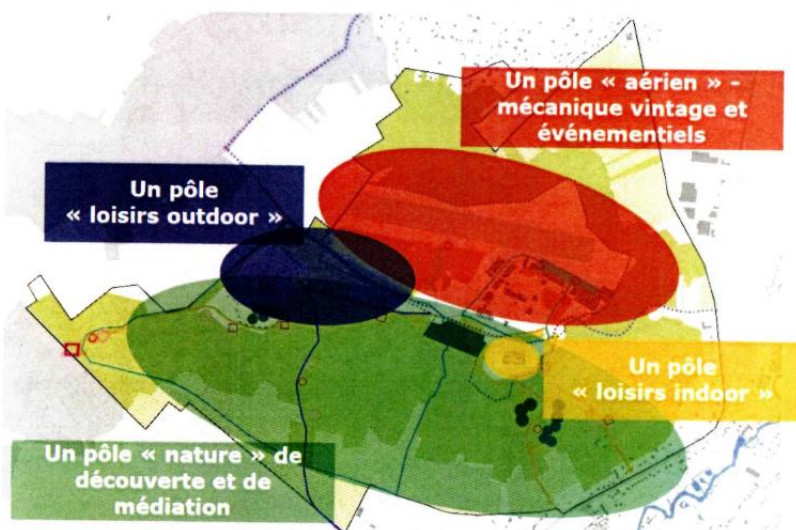 Un pôle « aérien » –
mécanique vintage et
événementiels
Un pôle
« loisirs outdoor »
Un pôle
« loisirs indoor »
Un pôle « nature » de
découverte et de
médiation